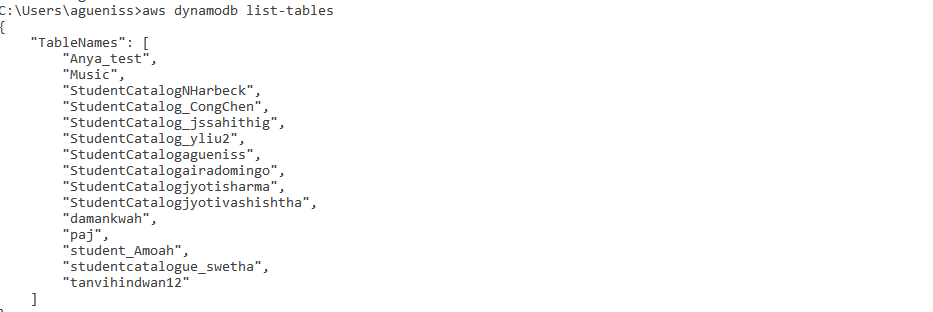 C:\Users\agueniss>aws dynamodb list-tables
{
    "TableNames": [
        "Anya_test",
        "Music",
        "StudentCatalogNHarbeck",
        "StudentCatalog_CongChen",
        "StudentCatalog_jssahithig",
        "StudentCatalog_yliu2",
        "StudentCatalogagueniss",
        "StudentCatalogairadomingo",
        "StudentCatalogjyotisharma",
        "StudentCatalogjyotivashishtha",
        "damankwah",
        "paj",
        "student_Amoah",
        "studentcatalogue_swetha",
        "tanvihindwan12"
    ]